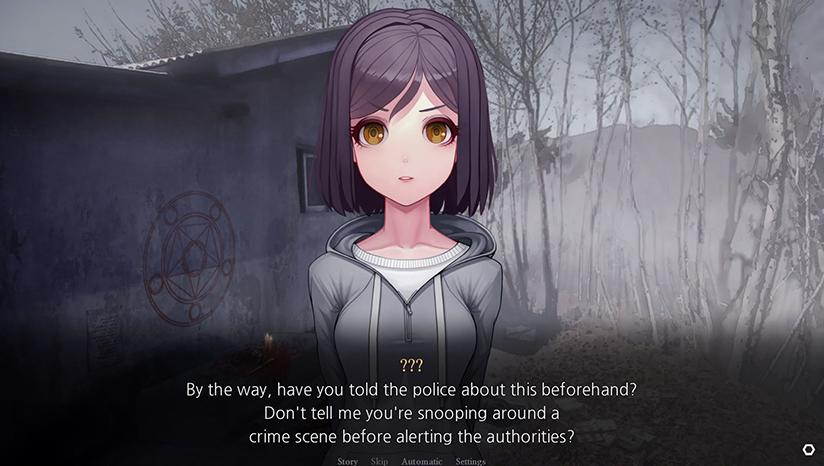 ???
By the way, have you told the police about this beforehand?
Don't tell me you're snooping around a
crime scene before alerting the authorities?
Story Skip Automatic Settings